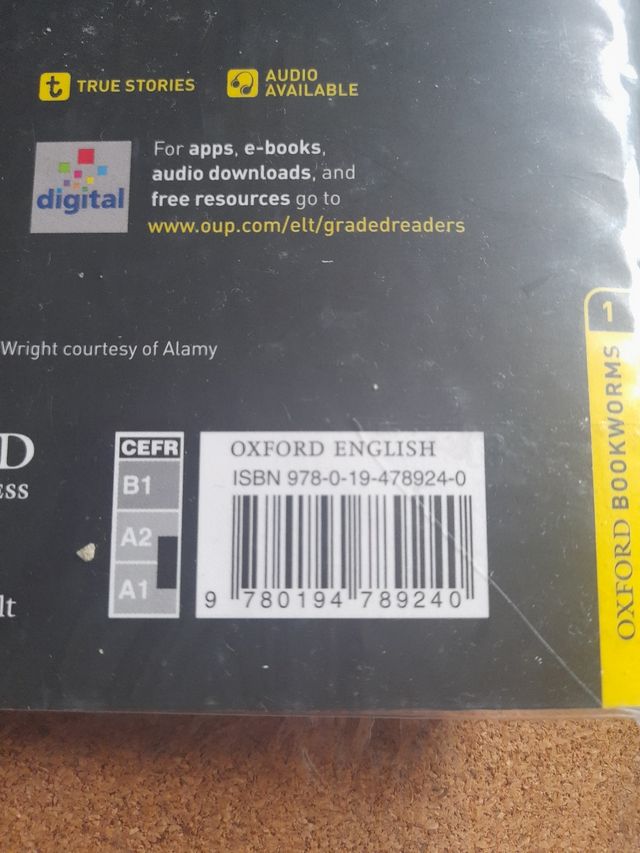 t TRUE STORIES
AUDIO
AVAILABLE
digital
For apps, e-books,
audio downloads, and
free resources go to
www.oup.com/elt/gradedreaders
Wright courtesy of Alamy
D
ESS
lt
CEFR
B1
A2
A1
OXFORD ENGLISH
ISBN 978-0-19-478924-0
9 780194 789240
OXFORD BOOKWORMS 1